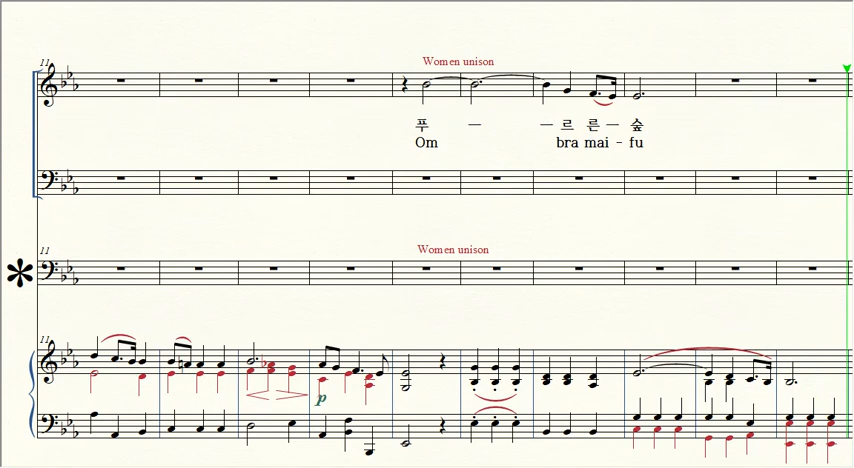 11
Women unison
푸 — — 르 른 — 숲
Om bra mai - fu
11
Women unison
11
p